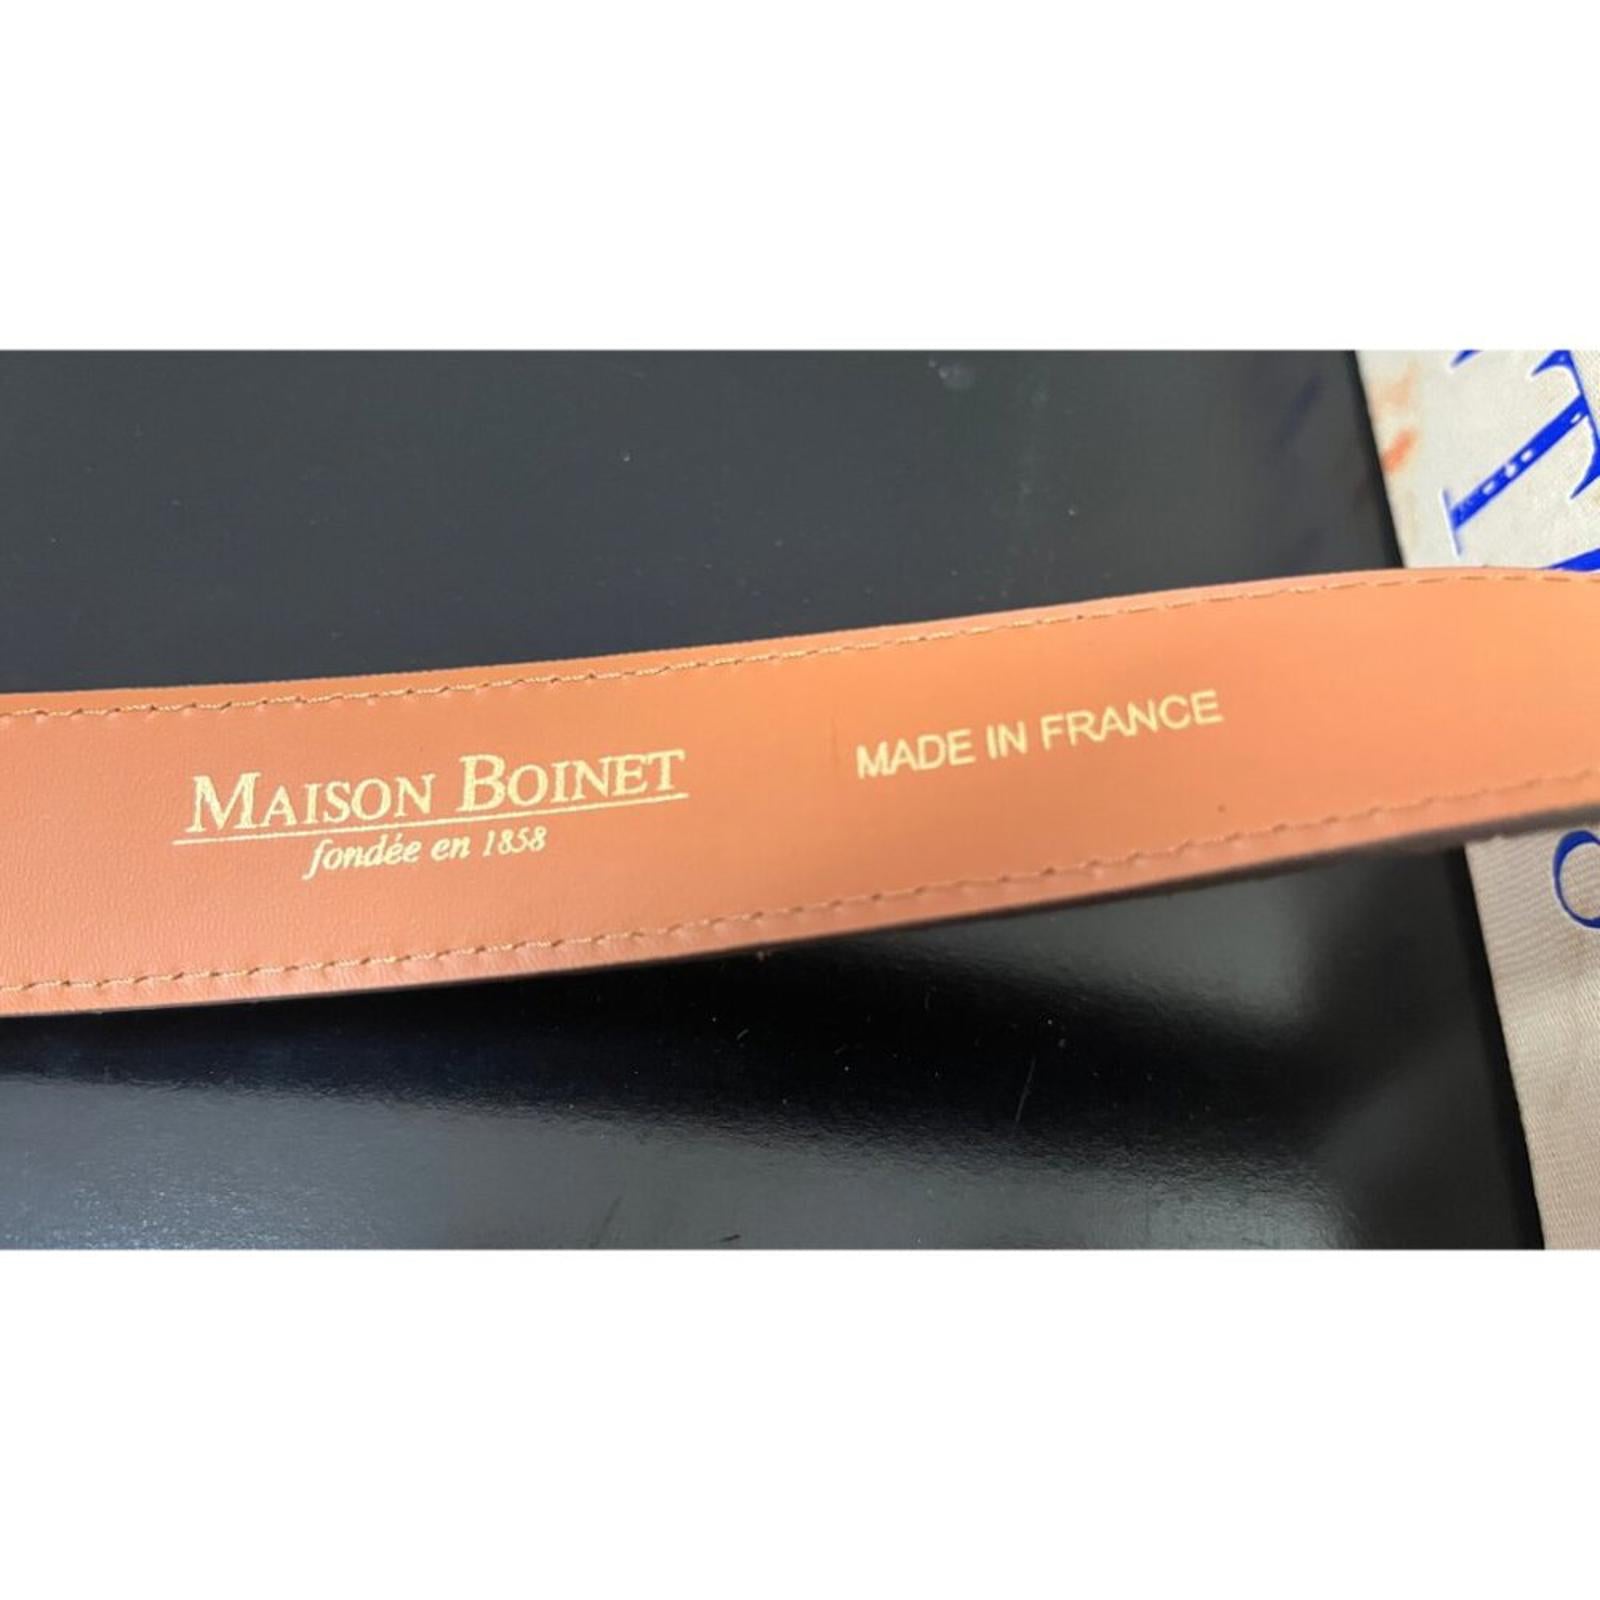 MAISON BOINET
fondée en 1858
MADE IN FRANCE